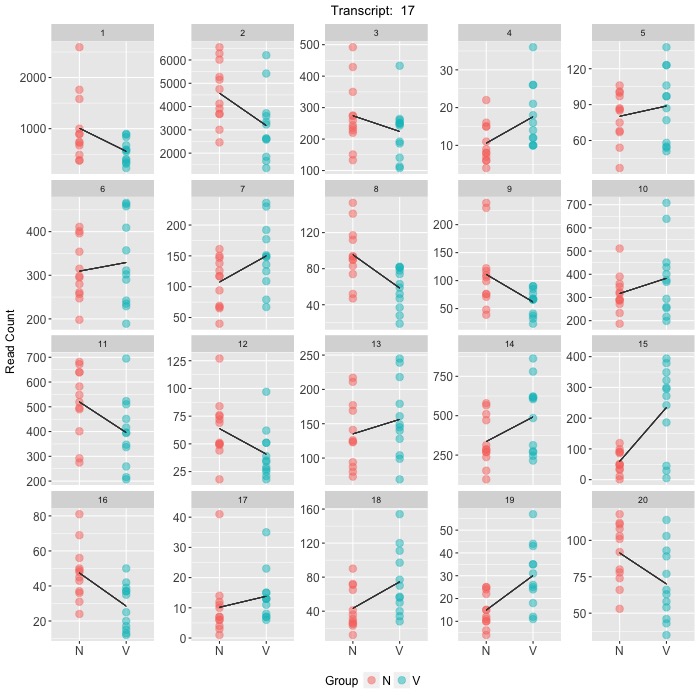 Transcript: 17
1 2 3 4 5
2000 1000
6000 5000 4000 3000 2000
500 400 300 200 100
30 20 10
120 90 60
6 7 8 9 10
400 300 200
200 150 100 50
120 80 40
200 150 100 50
700 600 500 400 300 200
Read Count
11 12 13 14 15
700 600 500 400 300 200
125 100 75 50 25
250 200 150 100
750 500 250
400 300 200 100 0
16 17 18 19 20
80 60 40 20
40 30 20 10 0
160 120 80 40
50 40 30 20 10
100 50
N V N V N V N V N V
Group N V